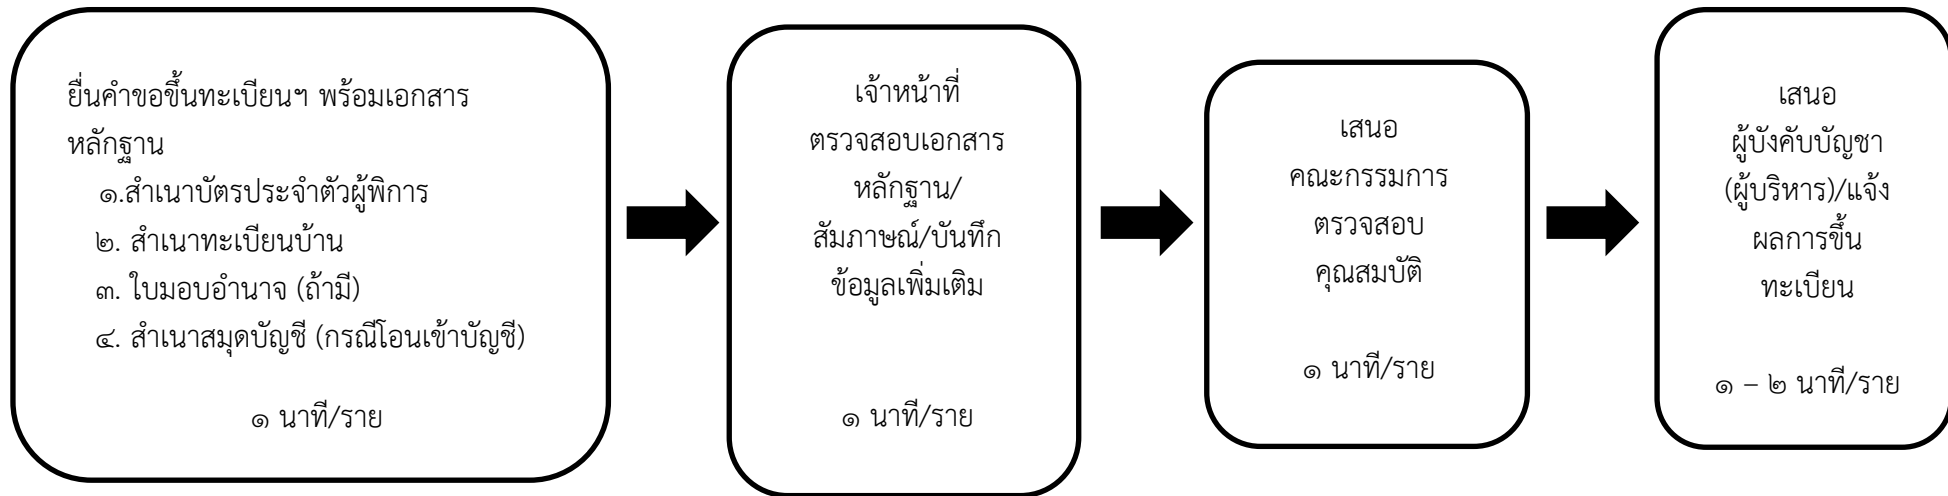 ยื่นคำขอขึ้นทะเบียนฯ พร้อมเอกสาร
หลักฐาน
๑.สำเนาบัตรประจำตัวผู้พิการ
๒. สำเนาทะเบียนบ้าน
๓. ใบมอบอำนาจ (ถ้ามี)
๔. สำเนาสมุดบัญชี (กรณีโอนเข้าบัญชี)
๑ นาที/ราย
เจ้าหน้าที่
ตรวจสอบเอกสาร
หลักฐาน/
สัมภาษณ์/บันทึก
ข้อมูลเพิ่มเติม
๑ นาที/ราย
เสนอ
คณะกรรมการ
ตรวจสอบ
คุณสมบัติ
๑ นาที/ราย
เสนอ
ผู้บังคับบัญชา
(ผู้บริหาร)/แจ้ง
ผลการขึ้น
ทะเบียน
๑ – ๒ นาที/ราย